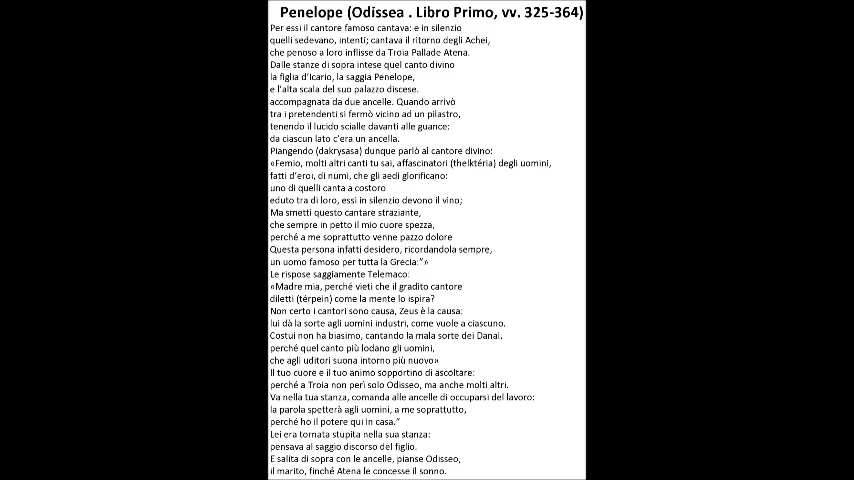 Penelope (Odissea . Libro Primo, vv. 325-364)
Per essi il cantore famoso cantava: e in silenzio
quelli sedevano, intenti; cantava il ritorno degli Achei,
che penoso a loro inflisse da Troia Pallade Atena.
Dalle stanze di sopra intese quel canto divino
la figlia d'Icario, la saggia Penelope,
e l'alta scala del suo palazzo discese.
accompagnata da due ancelle. Quando arrivò
tra i pretendenti si fermò vicino ad un pilastro,
tenendo il lucido scialle davanti alle guance:
da ciascun lato c'era un ancella.
Piangendo (dakrysasa) dunque parlò al cantore divino:
«Femio, molti altri canti tu sai, affascinatori (thelktéria) degli uomini,
fatti d'eroi, di numi, che gli aedi glorificano:
uno di quelli canta a costoro
eduto tra di loro, essi in silenzio devono il vino;
Ma smetti questo cantare straziante,
che sempre in petto il mio cuore spezza,
perché a me soprattutto venne pazzo dolore
Questa persona infatti desidero, ricordandola sempre,
un uomo famoso per tutta la Grecia:"»
Le rispose saggiamente Telemaco:
«Madre mia, perché vieti che il gradito cantore
diletti (térpein) come la mente lo ispira?
Non certo i cantori sono causa, Zeus è la causa:
lui dà la sorte agli uomini industri, come vuole a ciascuno.
Costui non ha biasimo, cantando la mala sorte dei Danai,
perché quel canto più lodano gli uomini,
che agli uditori suona intorno più nuovo»
Il tuo cuore e il tuo animo sopportino di ascoltare:
perché a Troia non perì solo Odisseo, ma anche molti altri.
Va nella tua stanza, comanda alle ancelle di occuparsi del lavoro:
la parola spetterà agli uomini, a me soprattutto,
perché ho il potere qui in casa."
Lei era tornata stupita nella sua stanza:
pensava al saggio discorso del figlio.
E salita di sopra con le ancelle, pianse Odisseo,
il marito, finché Atena le concesse il sonno.